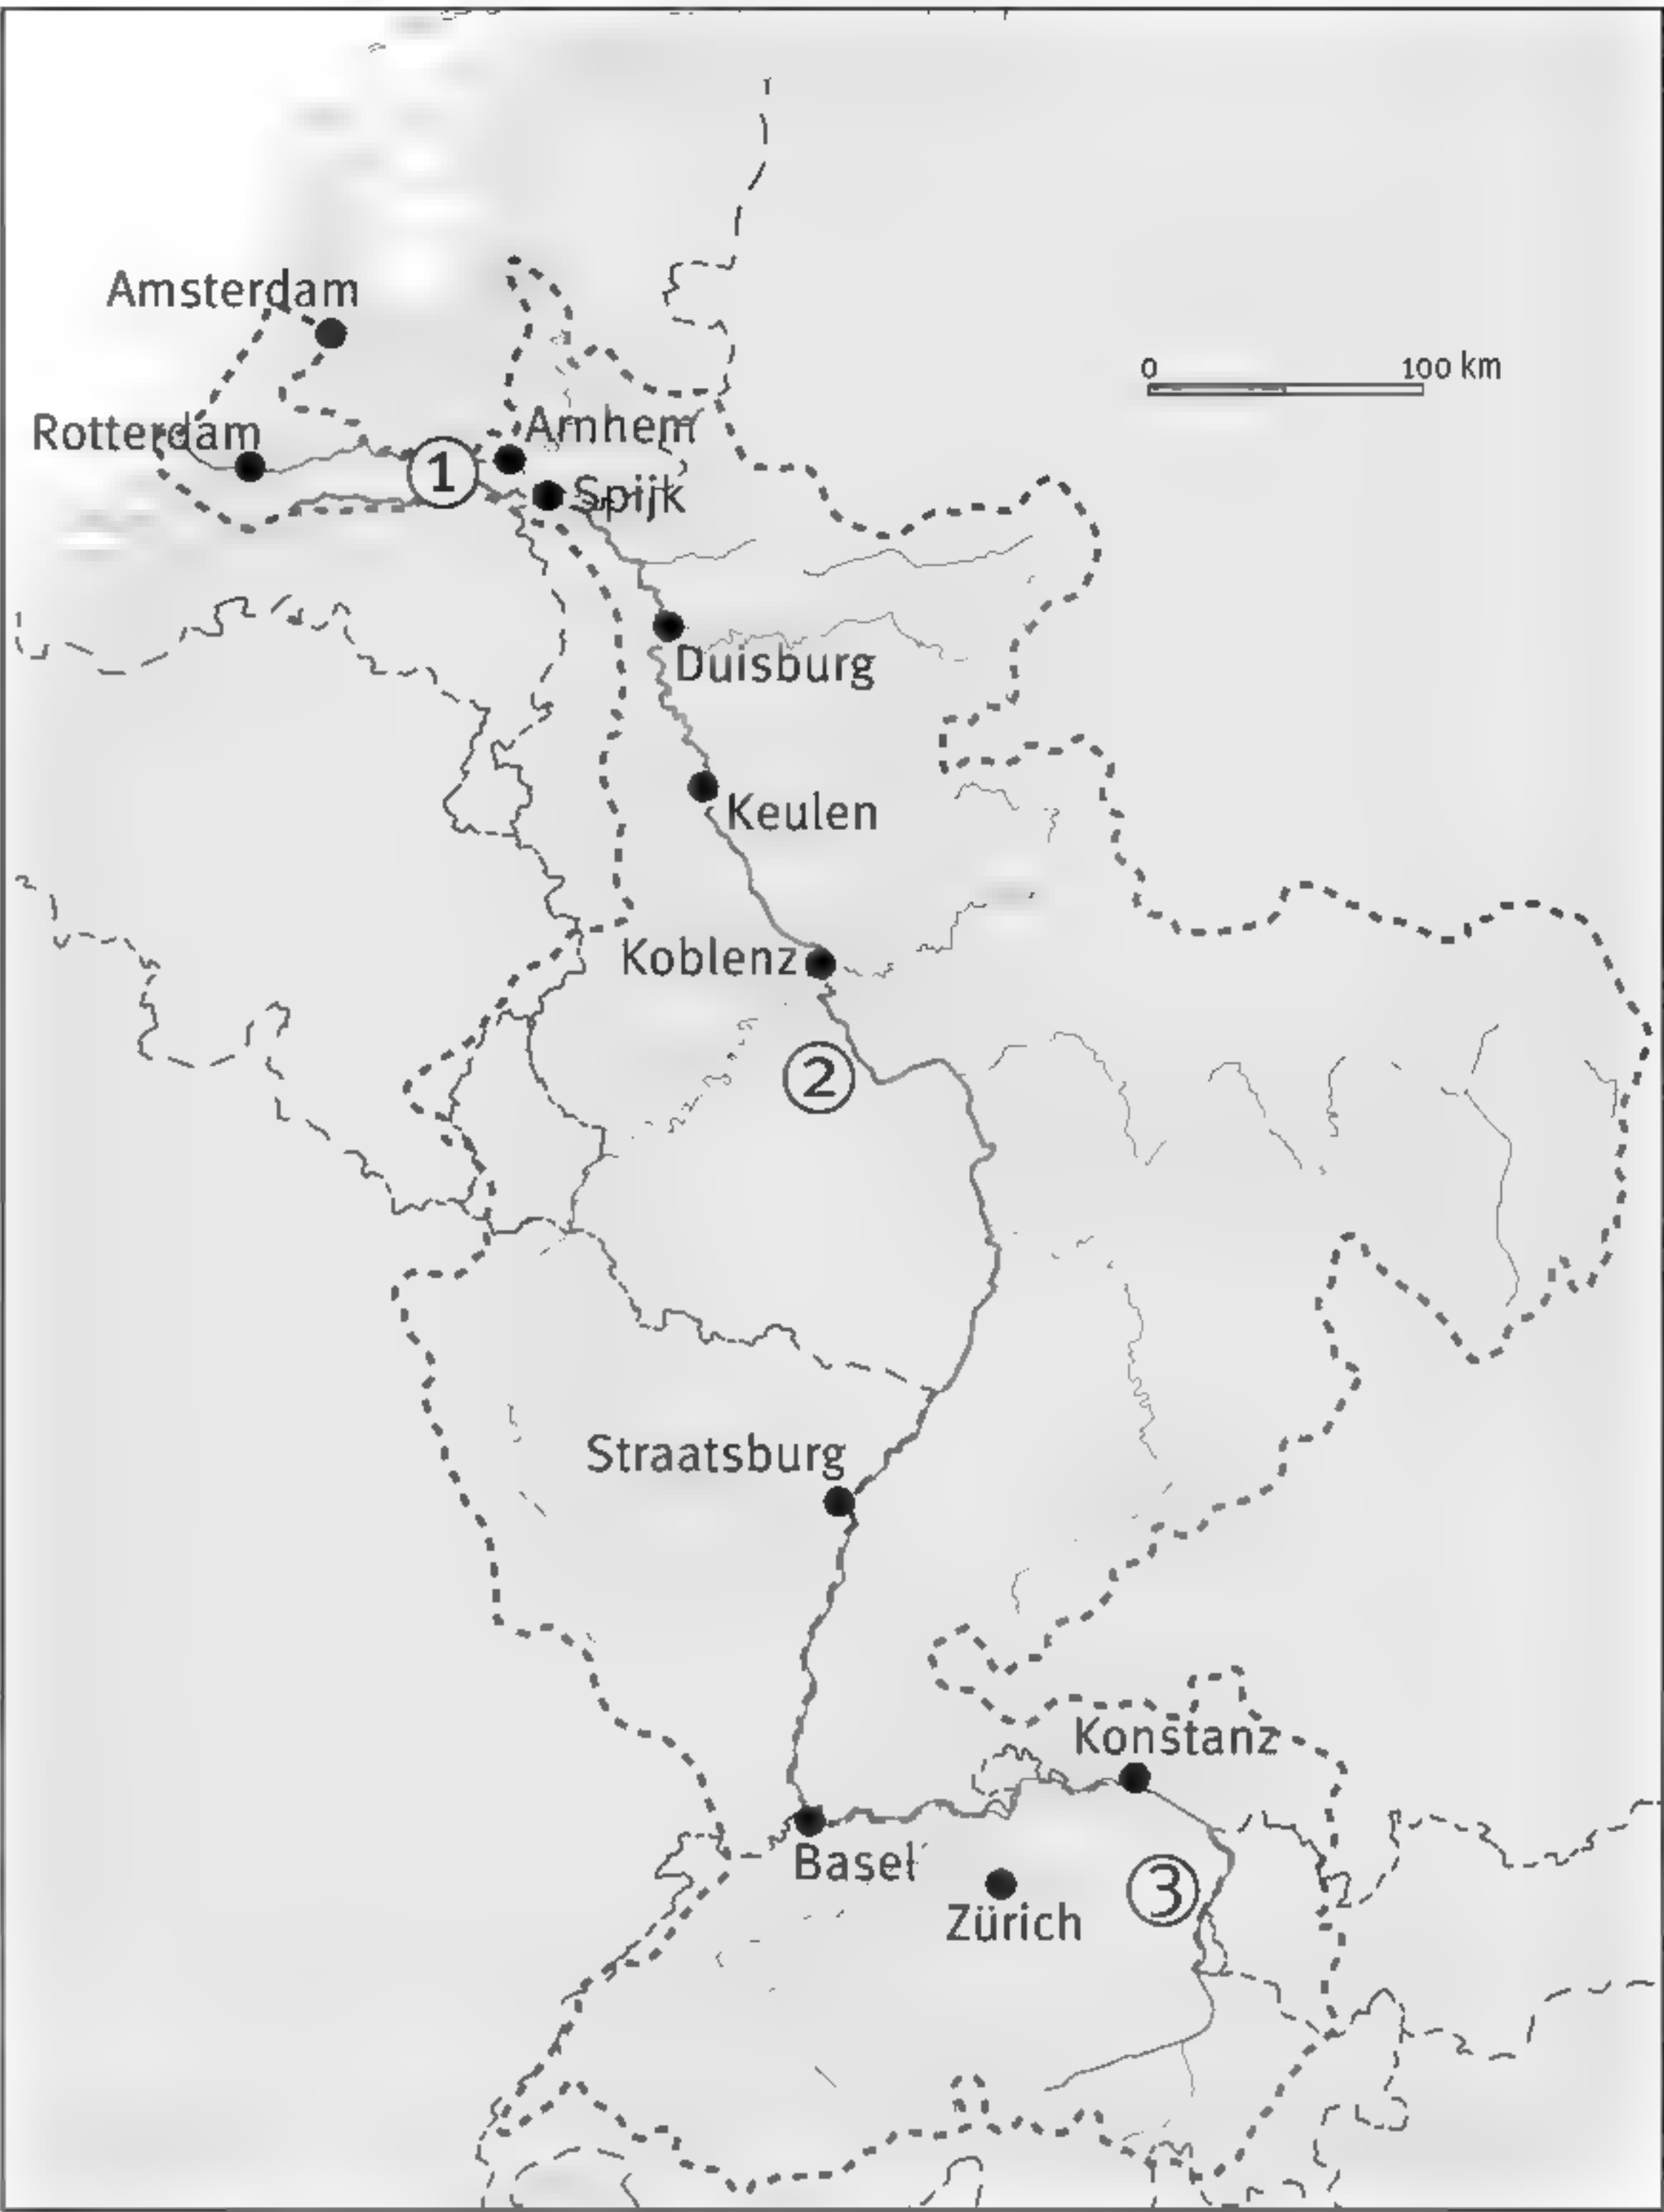 Amsterdam
0 100 km
Rotterdam
Arnhem
1
Spijk
Duisburg
Keulen
Koblenz
2
Straatsburg
Konstanz
Basel
3
Zürich